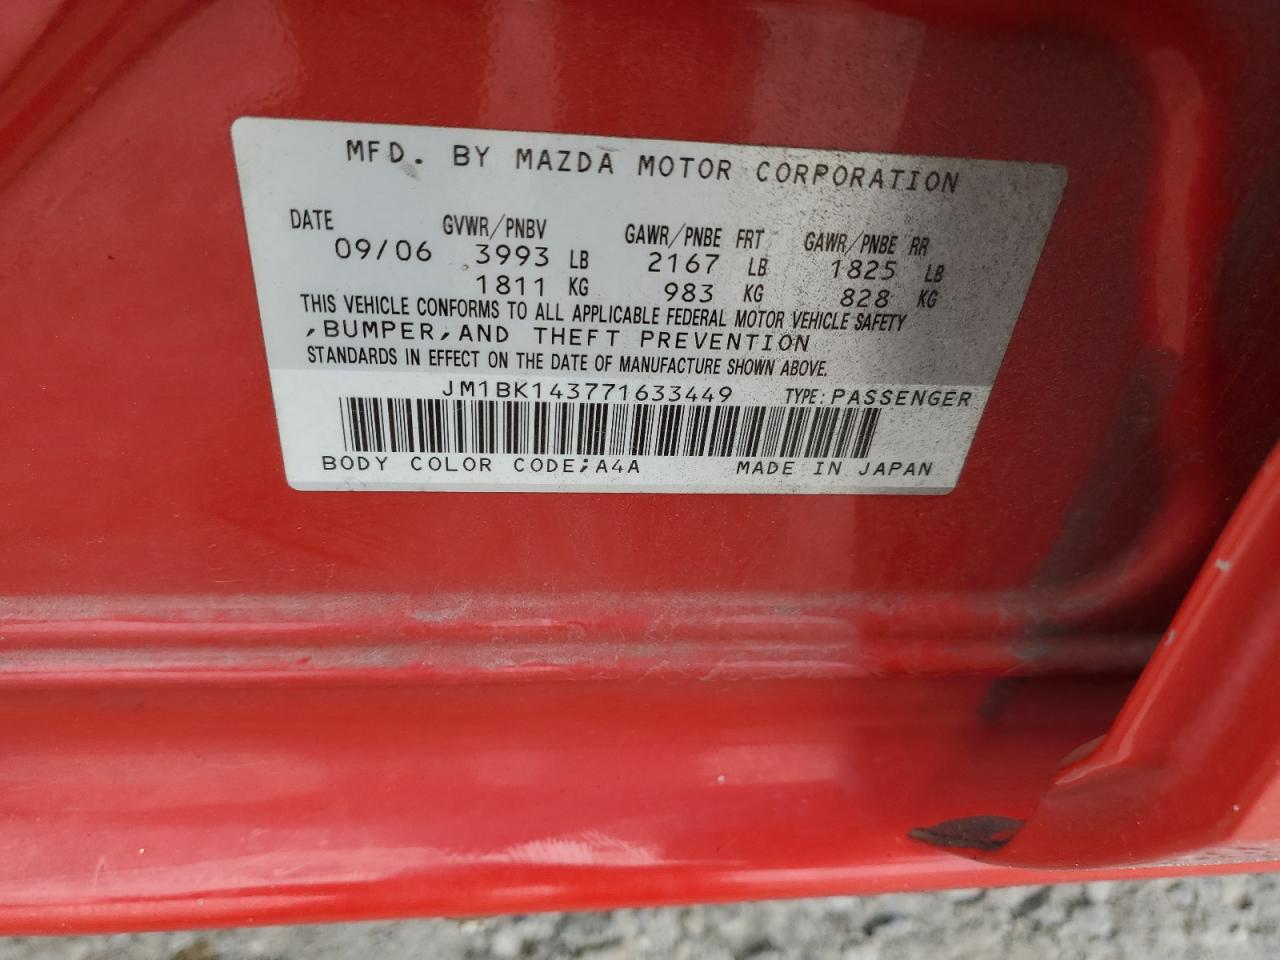 MFD. BY MAZDA MOTOR CORPORATION
DATE GVWR/PNBV GAWR/PNBE FRT GAWR/PNBE RR
09/06 3993 LB 2167 LB 1825 LB
1811 KG 983 KG 828 KG
THIS VEHICLE CONFORMS TO ALL APPLICABLE FEDERAL MOTOR VEHICLE SAFETY
,BUMPER,AND THEFT PREVENTION
STANDARDS IN EFFECT ON THE DATE OF MANUFACTURE SHOWN ABOVE.
JM1BK143771633449 TYPE:PASSENGER
BODY COLOR CODE;A4A MADE IN JAPAN